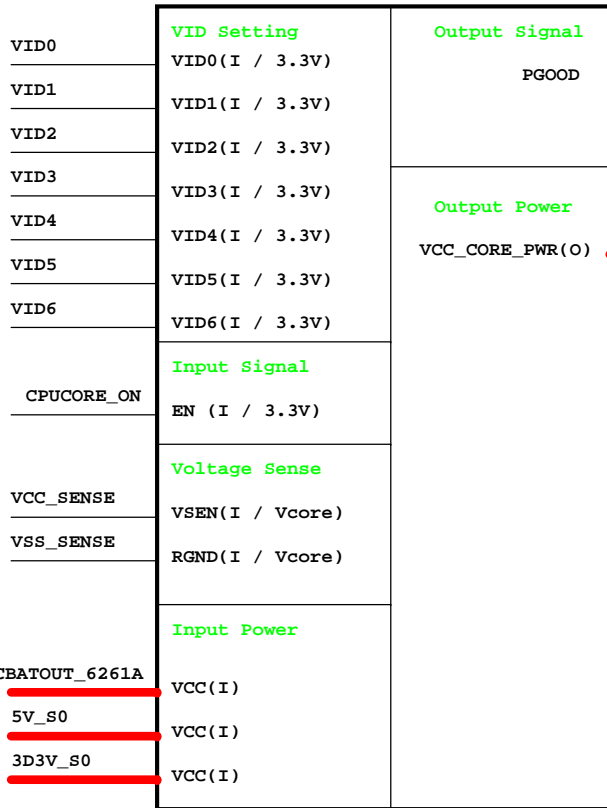 VID0
VID1
VID2
VID3
VID4
VID5
VID6
CPUCORE_ON
VCC_SENSE
VSS_SENSE
CBATOUT_6261A
5V_S0
3D3V_S0
VID Setting
VID0(I / 3.3V)
VID1(I / 3.3V)
VID2(I / 3.3V)
VID3(I / 3.3V)
VID4(I / 3.3V)
VID5(I / 3.3V)
VID6(I / 3.3V)
Input Signal
EN (I / 3.3V)
Voltage Sense
VSEN(I / Vcore)
RGND(I / Vcore)
Input Power
VCC(I)
VCC(I)
VCC(I)
Output Signal
PGOOD
Output Power
VCC_CORE_PWR(O)